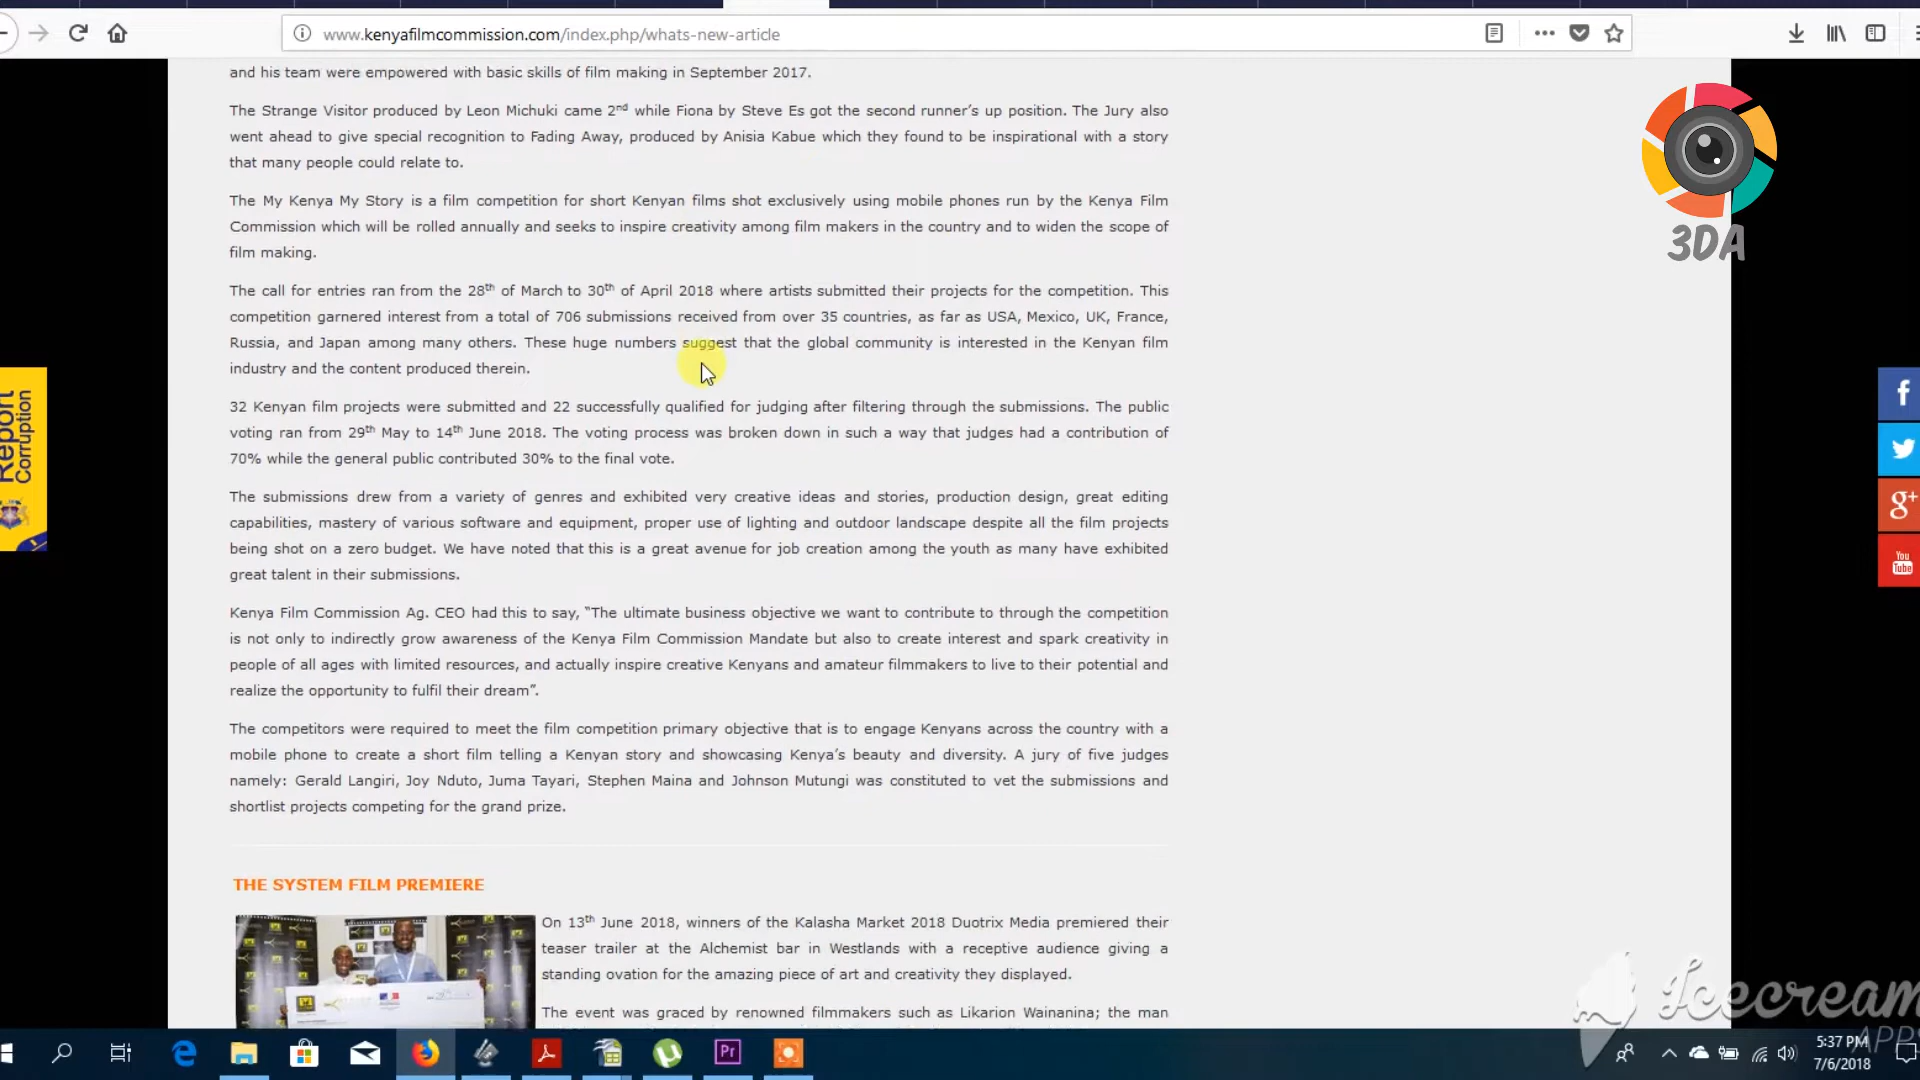 www.kenyafilmcommission.com/index.php/whats-new-article
and his team were empowered with basic skills of film making in September 2017.
The Strange Visitor produced by Leon Michuki came 2nd while Fiona by Steve Es got the second runner’s up position. The Jury also
went ahead to give special recognition to Fading Away, produced by Anisia Kabue which they found to be inspirational with a story
that many people could relate to.
3DA
The My Kenya My Story is a film competition for short Kenyan films shot exclusively using mobile phones run by the Kenya Film
Commission which will be rolled annually and seeks to inspire creativity among film makers in the country and to widen the scope of
film making.
The call for entries ran from the 28th of March to 30th of April 2018 where artists submitted their projects for the competition. This
competition garnered interest from a total of 706 submissions received from over 35 countries, as far as USA, Mexico, UK, France,
Russia, and Japan among many others. These huge numbers suggest that the global community is interested in the Kenyan film
industry and the content produced therein.
Report
Corruption
32 Kenyan film projects were submitted and 22 successfully qualified for judging after filtering through the submissions. The public
voting ran from 29th May to 14th June 2018. The voting process was broken down in such a way that judges had a contribution of
70% while the general public contributed 30% to the final vote.
The submissions drew from a variety of genres and exhibited very creative ideas and stories, production design, great editing
capabilities, mastery of various software and equipment, proper use of lighting and outdoor landscape despite all the film projects
being shot on a zero budget. We have noted that this is a great avenue for job creation among the youth as many have exhibited
great talent in their submissions.
You
Tube
Kenya Film Commission Ag. CEO had this to say, “The ultimate business objective we want to contribute to through the competition
is not only to indirectly grow awareness of the Kenya Film Commission Mandate but also to create interest and spark creativity in
people of all ages with limited resources, and actually inspire creative Kenyans and amateur filmmakers to live to their potential and
realize the opportunity to fulfil their dream”.
The competitors were required to meet the film competition primary objective that is to engage Kenyans across the country with a
mobile phone to create a short film telling a Kenyan story and showcasing Kenya’s beauty and diversity. A jury of five judges
namely: Gerald Langiri, Joy Nduto, Juma Tayari, Stephen Maina and Johnson Mutungi was constituted to vet the submissions and
shortlist projects competing for the grand prize.
THE SYSTEM FILM PREMIERE
On 13th June 2018, winners of the Kalasha Market 2018 Duotrix Media premiered their
teaser trailer at the Alchemist bar in Westlands with a receptive audience giving a
standing ovation for the amazing piece of art and creativity they displayed.
The event was graced by renowned filmmakers such as Likarion Wainanina; the man
Icecream
APPS
Pr
5:37 PM
7/6/2018